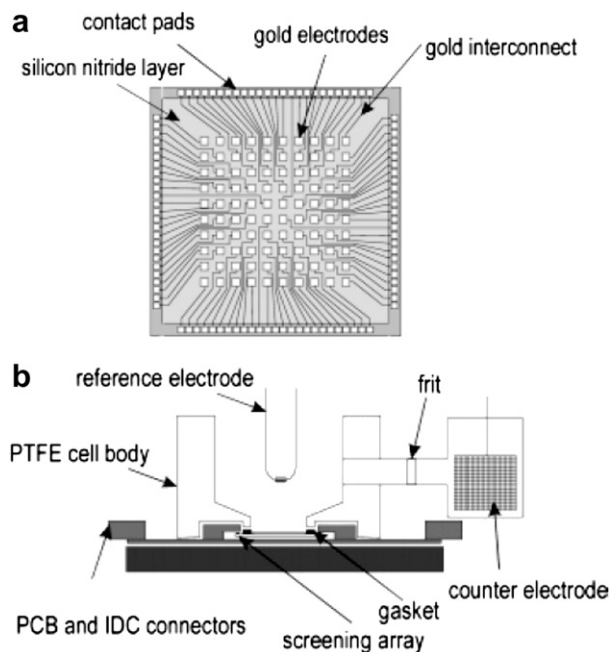 a
contact pads
gold electrodes
gold interconnect
silicon nitride layer
b
reference electrode
frit
PTFE cell body
counter electrode
gasket
PCB and IDC connectors
screening array